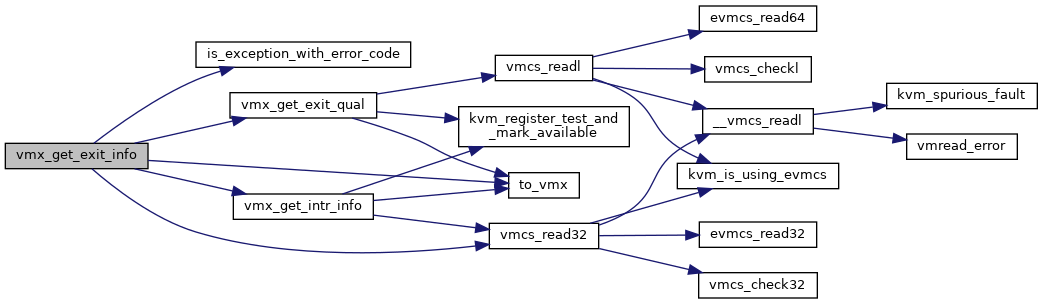 vmx_get_exit_info
is_exception_with_error_code
vmx_get_exit_qual
vmx_get_intr_info
vmcs_readl
kvm_register_test_and
_mark_available
to_vmx
vmcs_read32
evmcs_read64
vmcs_checkl
__vmcs_readl
kvm_is_using_evmcs
evmcs_read32
vmcs_check32
kvm_spurious_fault
vmread_error